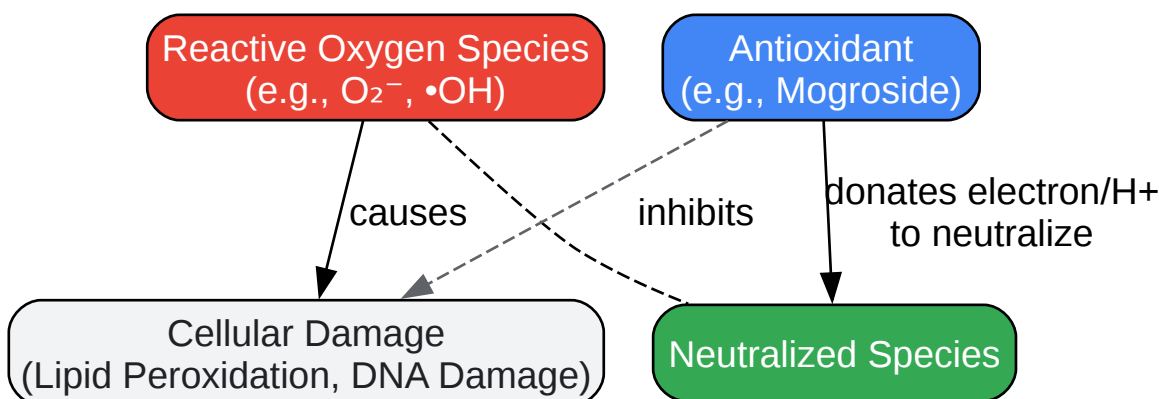 Reactive Oxygen Species
(e.g., O₂⁻, •OH)
Antioxidant
(e.g., Mogroside)
causes
inhibits
donates electron/H+
to neutralize
Cellular Damage
(Lipid Peroxidation, DNA Damage)
Neutralized Species